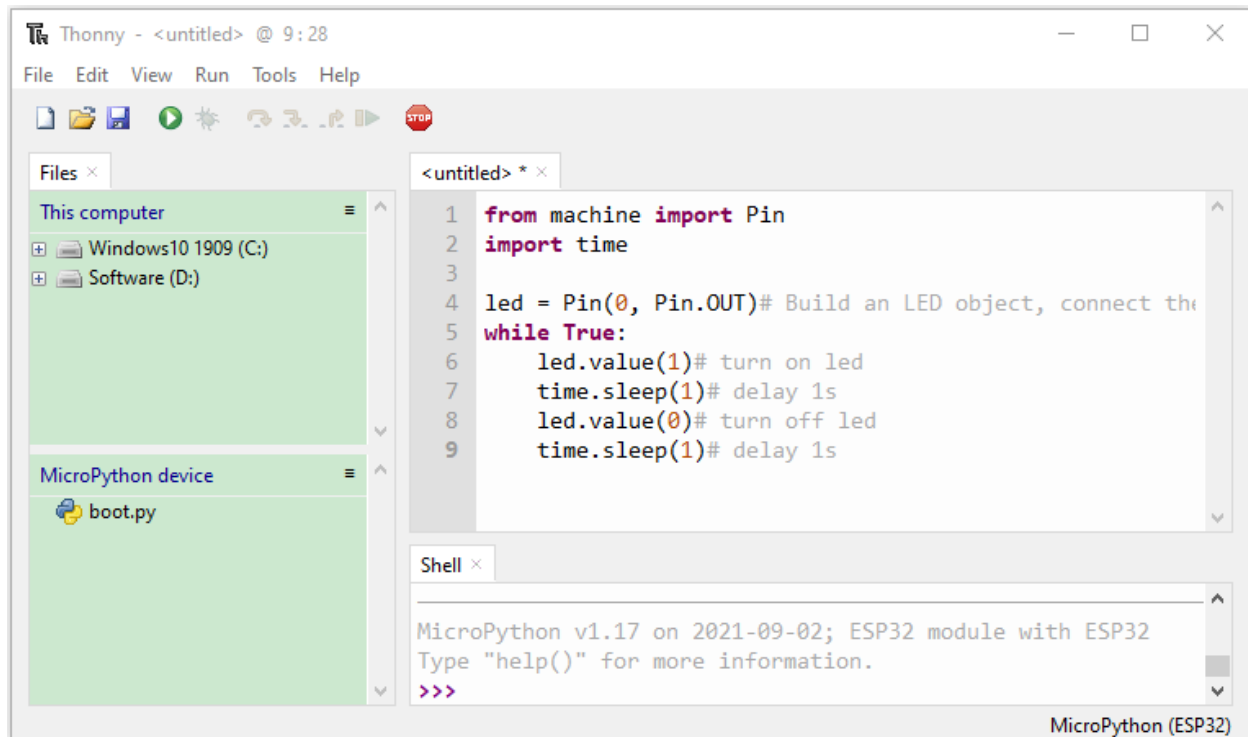 Thonny - <untitled> @ 9:28
File Edit View Run Tools Help
STOP
Files
This computer
Windows10 1909 (C:)
Software (D:)
MicroPython device
boot.py
<untitled> *
1 from machine import Pin
2 import time
3
4 led = Pin(0, Pin.OUT)# Build an LED object, connect the
5 while True:
6     led.value(1)# turn on led
7     time.sleep(1)# delay 1s
8     led.value(0)# turn off led
9     time.sleep(1)# delay 1s
Shell
MicroPython v1.17 on 2021-09-02; ESP32 module with ESP32
Type "help()" for more information.
>>>
MicroPython (ESP32)